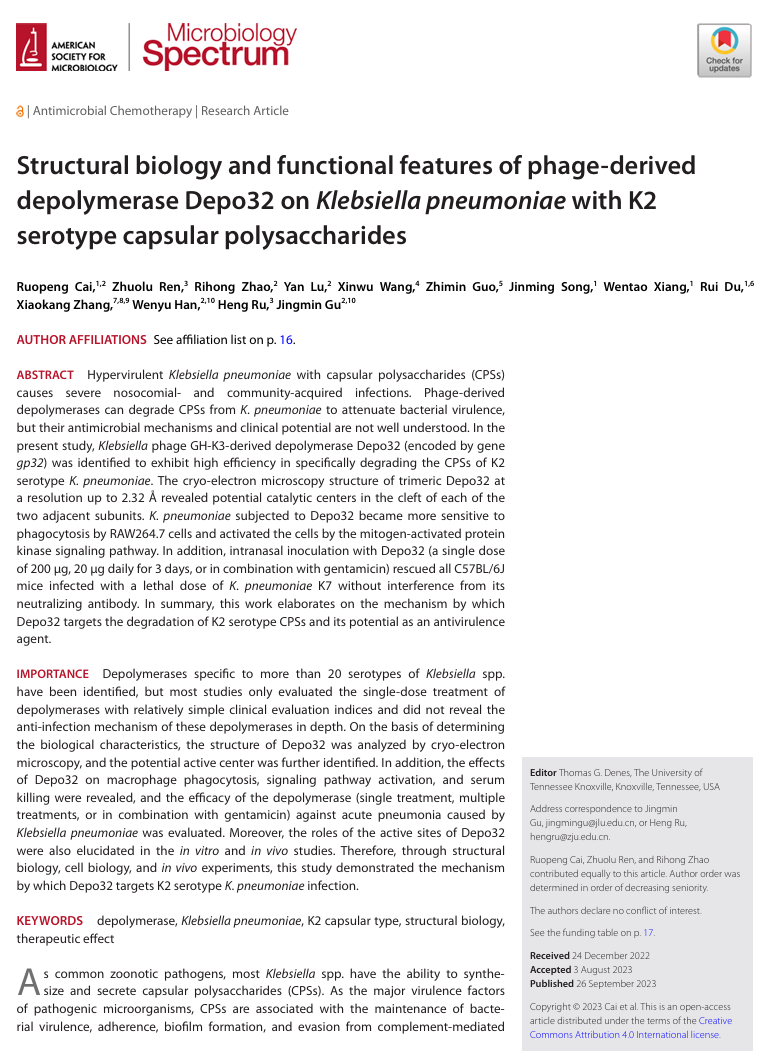 AMERICAN
SOCIETY FOR
MICROBIOLOGY
Microbiology
Spectrum
Check for
updates
| Antimicrobial Chemotherapy | Research Article
Structural biology and functional features of phage-derived
depolymerase Depo32 on Klebsiella pneumoniae with K2
serotype capsular polysaccharides
Ruopeng Cai,1,2 Zhuolu Ren,3 Rihong Zhao,2 Yan Lu,2 Xinwu Wang,4 Zhimin Guo,5 Jinming Song,1 Wentao Xiang,1 Rui Du,1,6
Xiaokang Zhang,7,8,9 Wenyu Han,2,10 Heng Ru,3 Jingmin Gu2,10
AUTHOR AFFILIATIONS See affiliation list on p. 16.
ABSTRACT Hypervirulent Klebsiella pneumoniae with capsular polysaccharides (CPSs)
causes severe nosocomial- and community-acquired infections. Phage-derived
depolymerases can degrade CPSs from K. pneumoniae to attenuate bacterial virulence,
but their antimicrobial mechanisms and clinical potential are not well understood. In the
present study, Klebsiella phage GH-K3-derived depolymerase Depo32 (encoded by gene
gp32) was identified to exhibit high efficiency in specifically degrading the CPSs of K2
serotype K. pneumoniae. The cryo-electron microscopy structure of trimeric Depo32 at
a resolution up to 2.32 Å revealed potential catalytic centers in the cleft of each of the
two adjacent subunits. K. pneumoniae subjected to Depo32 became more sensitive to
phagocytosis by RAW264.7 cells and activated the cells by the mitogen-activated protein
kinase signaling pathway. In addition, intranasal inoculation with Depo32 (a single dose
of 200 µg, 20 µg daily for 3 days, or in combination with gentamicin) rescued all C57BL/6J
mice infected with a lethal dose of K. pneumoniae K7 without interference from its
neutralizing antibody. In summary, this work elaborates on the mechanism by which
Depo32 targets the degradation of K2 serotype CPSs and its potential as an antivirulence
agent.
IMPORTANCE Depolymerases specific to more than 20 serotypes of Klebsiella spp.
have been identified, but most studies only evaluated the single-dose treatment of
depolymerases with relatively simple clinical evaluation indices and did not reveal the
anti-infection mechanism of these depolymerases in depth. On the basis of determining
the biological characteristics, the structure of Depo32 was analyzed by cryo-electron
microscopy, and the potential active center was further identified. In addition, the effects
of Depo32 on macrophage phagocytosis, signaling pathway activation, and serum
killing were revealed, and the efficacy of the depolymerase (single treatment, multiple
treatments, or in combination with gentamicin) against acute pneumonia caused by
Klebsiella pneumoniae was evaluated. Moreover, the roles of the active sites of Depo32
were also elucidated in the in vitro and in vivo studies. Therefore, through structural
biology, cell biology, and in vivo experiments, this study demonstrated the mechanism
by which Depo32 targets K2 serotype K. pneumoniae infection.
KEYWORDS depolymerase, Klebsiella pneumoniae, K2 capsular type, structural biology,
therapeutic effect
As common zoonotic pathogens, most Klebsiella spp. have the ability to synthe-
size and secrete capsular polysaccharides (CPSs). As the major virulence factors
of pathogenic microorganisms, CPSs are associated with the maintenance of bacte-
rial virulence, adherence, biofilm formation, and evasion from complement-mediated
Editor Thomas G. Denes, The University of
Tennessee Knoxville, Knoxville, Tennessee, USA
Address correspondence to Jingmin
Gu, jingmingu@jlu.edu.cn, or Heng Ru,
hengru@zju.edu.cn.
Ruopeng Cai, Zhuolu Ren, and Rihong Zhao
contributed equally to this article. Author order was
determined in order of decreasing seniority.
The authors declare no conflict of interest.
See the funding table on p. 17.
Received 24 December 2022
Accepted 3 August 2023
Published 26 September 2023
Copyright © 2023 Cai et al. This is an open-access
article distributed under the terms of the Creative
Commons Attribution 4.0 International license.